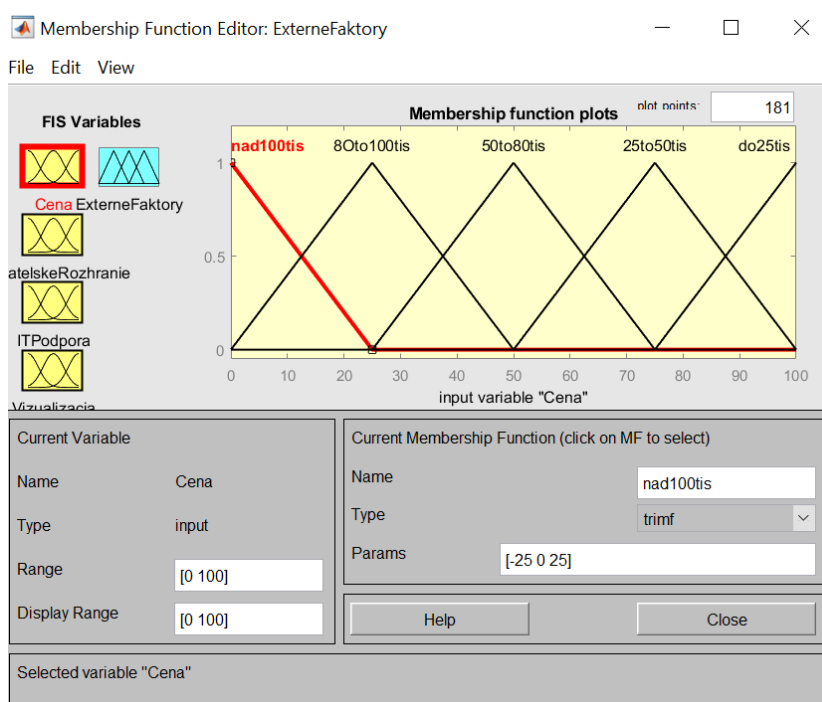 Membership Function Editor: ExterneFaktory
File Edit View
FIS Variables
Cena ExterneFaktory
atelskeRozhranie
ITPodpora
Vizualizacia
Membership function plots
plot points:
181
nad100tis 8Oto100tis 50to80tis 25to50tis do25tis
1
0.5
0
0 10 20 30 40 50 60 70 80 90 100
input variable "Cena"
Current Variable
Name Cena
Type input
Range [0 100]
Display Range [0 100]
Current Membership Function (click on MF to select)
Name nad100tis
Type trimf
Params [-25 0 25]
Help Close
Selected variable "Cena"